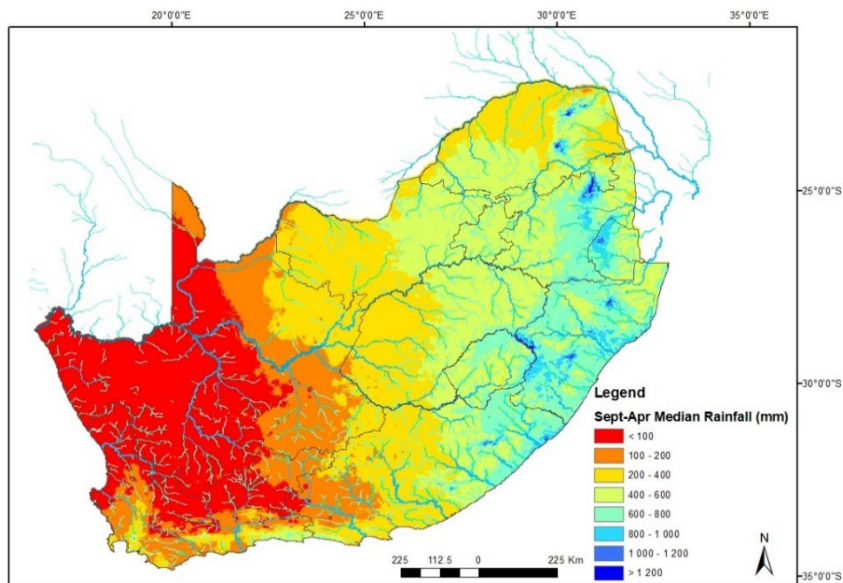 20°0'0"E 25°0'0"E 30°0'0"E 35°0'0"E
25°0'0"S
30°0'0"S
Legend
Sept-Apr Median Rainfall (mm)
< 100
100 - 200
200 - 400
400 - 600
600 - 800
800 - 1 000
1 000 - 1 200
> 1 200
N
225 112.5 0 225 Km
35°0'0"S